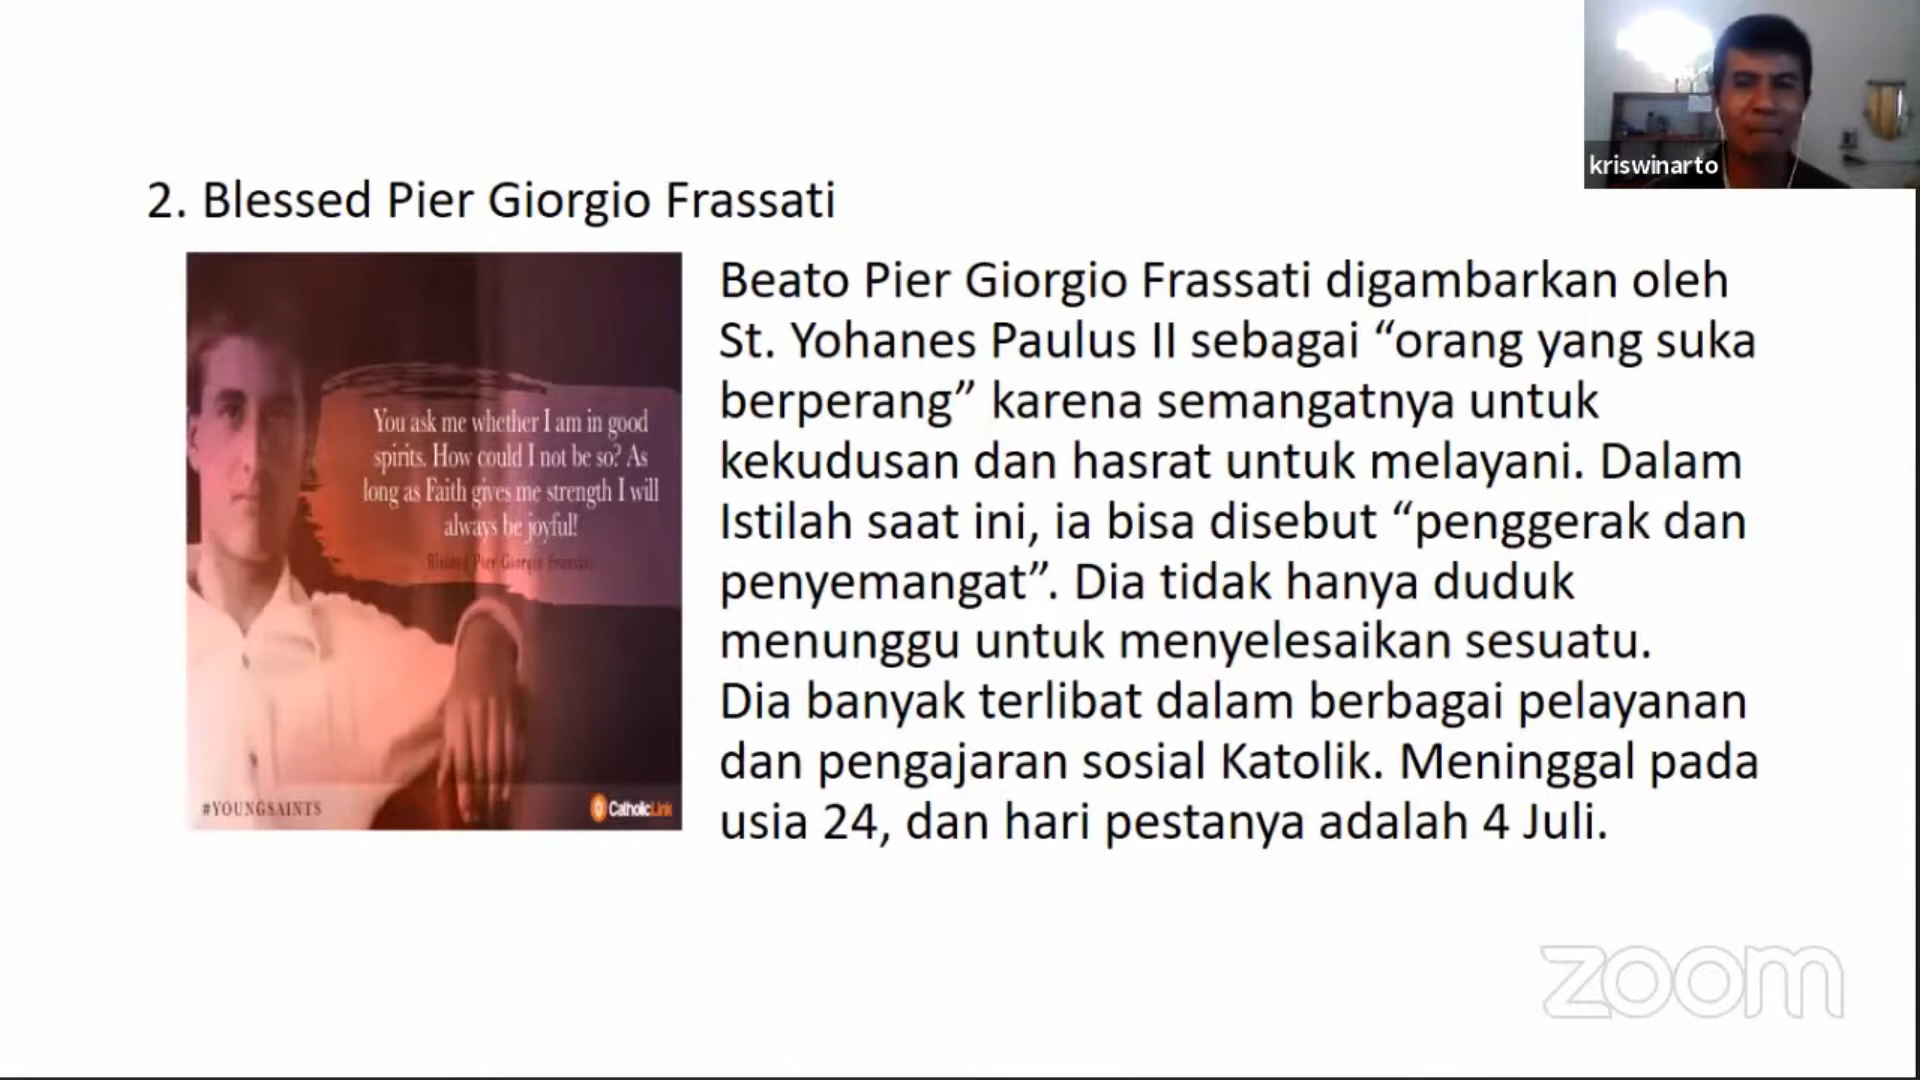 kriswinarto
2. Blessed Pier Giorgio Frassati
You ask me whether I am in good
spirits. How could I not be so? As
long as Faith gives me strength I will
always be joyful!
Blessed Pier Giorgio Frassati
#YOUNGSAINTS
CatholicLink
Beato Pier Giorgio Frassati digambarkan oleh
St. Yohanes Paulus II sebagai “orang yang suka
berperang” karena semangatnya untuk
kekudusan dan hasrat untuk melayani. Dalam
Istilah saat ini, ia bisa disebut “penggerak dan
penyemangat”. Dia tidak hanya duduk
menunggu untuk menyelesaikan sesuatu.
Dia banyak terlibat dalam berbagai pelayanan
dan pengajaran sosial Katolik. Meninggal pada
usia 24, dan hari pestanya adalah 4 Juli.
zoom